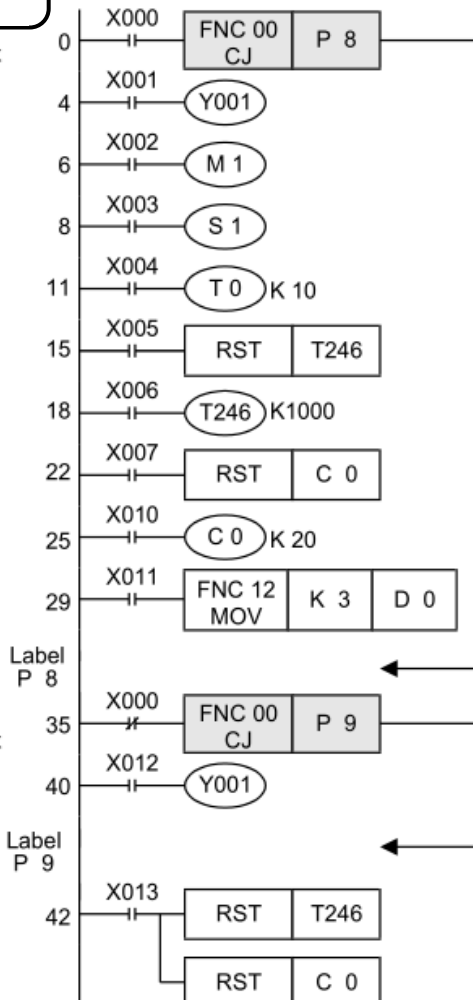 X000
0 FNC 00 CJ P 8
X001
4 Y001
X002
6 M 1
X003
8 S 1
X004
11 T 0 K 10
X005
15 RST T246
X006
18 T246 K1000
X007
22 RST C 0
X010
25 C 0 K 20
X011
29 FNC 12 MOV K 3 D 0
Label
P 8
X000
35 FNC 00 CJ P 9
X012
40 Y001
Label
P 9
X013
42 RST T246
RST C 0